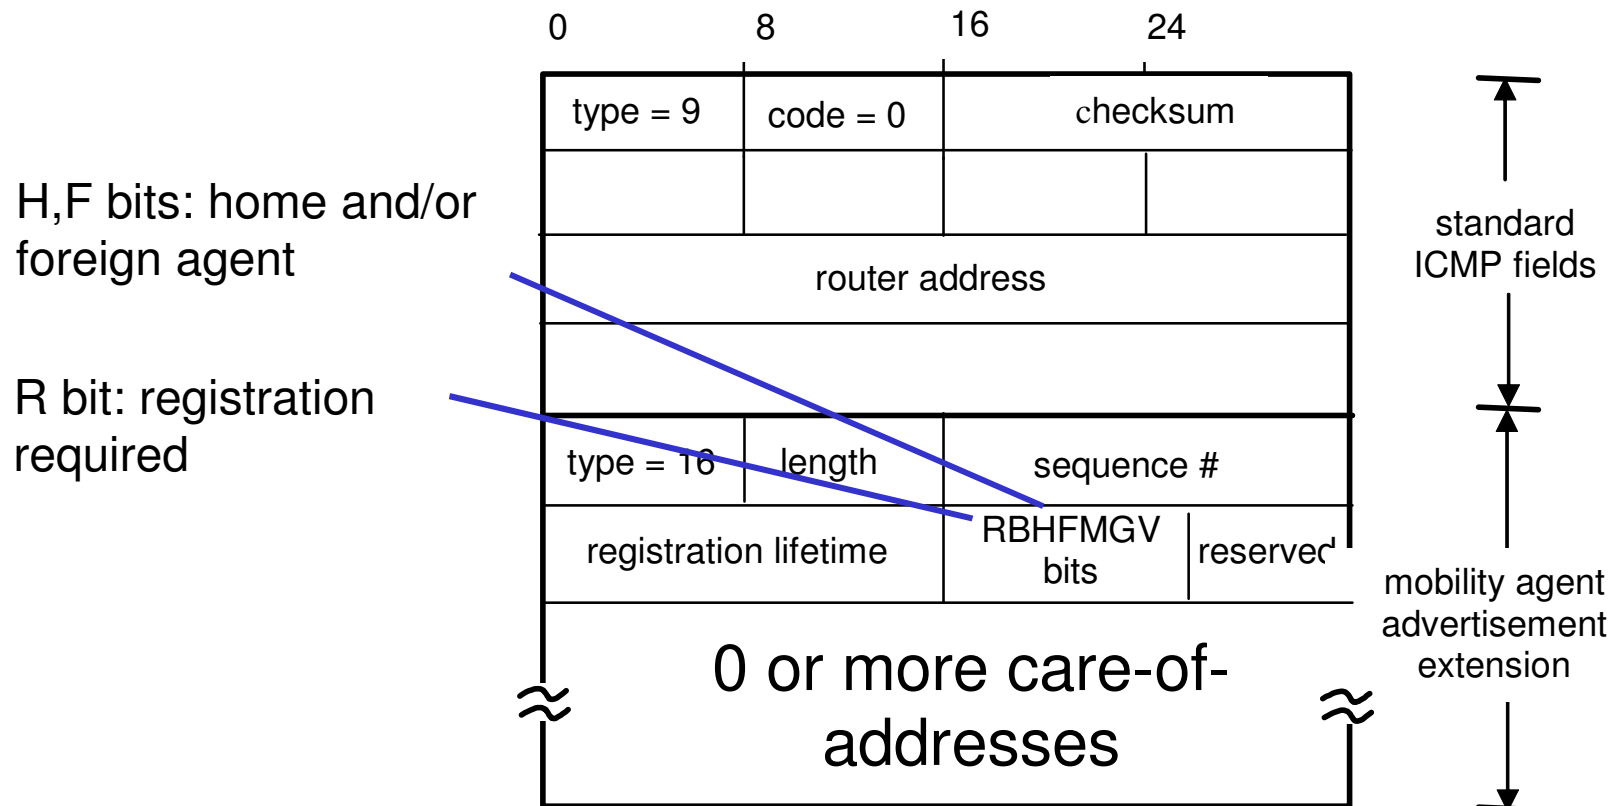 0 8 16 24
type = 9 code = 0 checksum
H,F bits: home and/or
foreign agent
standard
ICMP fields
router address
R bit: registration
required
type = 16 length sequence #
registration lifetime
RBHFMGV
bits
reserved
mobility agent
advertisement
extension
0 or more care-of-
addresses